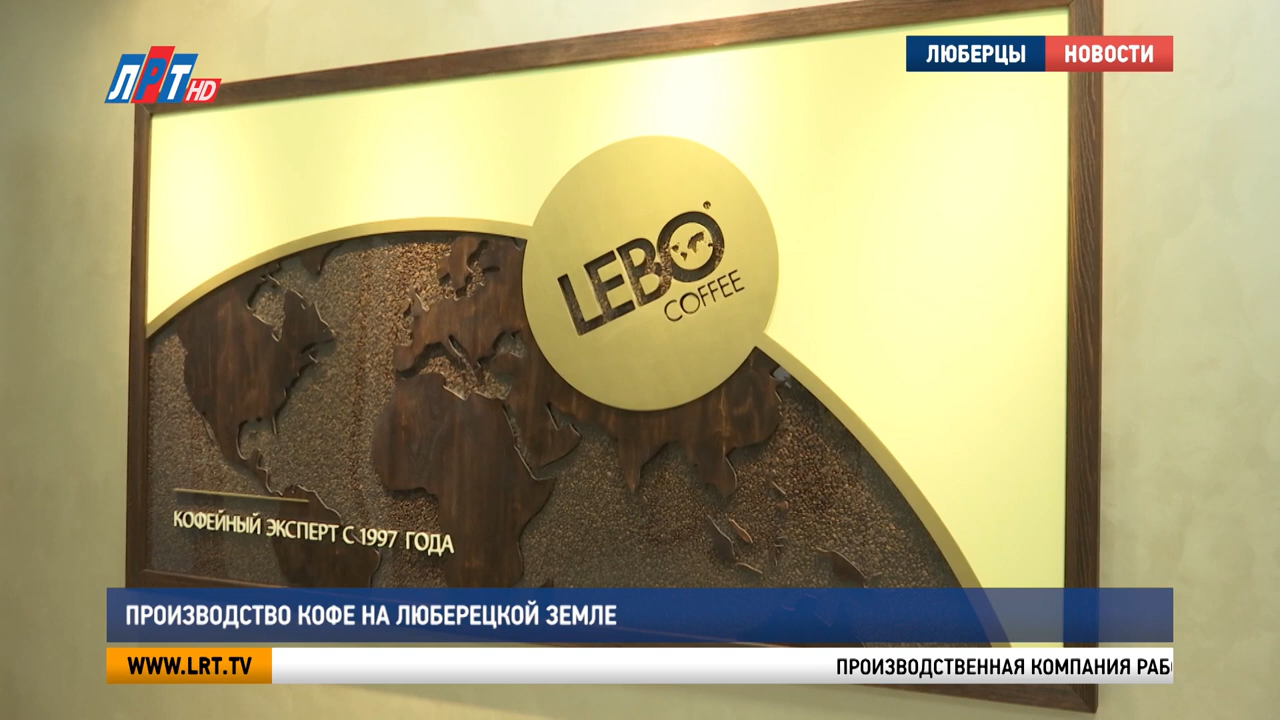 ЛРТ HD
ЛЮБЕРЦЫ НОВОСТИ
LEBO®
COFFEE
КОФЕЙНЫЙ ЭКСПЕРТ С 1997 ГОДА
ПРОИЗВОДСТВО КОФЕ НА ЛЮБЕРЕЦКОЙ ЗЕМЛЕ
WWW.LRT.TV
ПРОИЗВОДСТВЕННАЯ КОМПАНИЯ